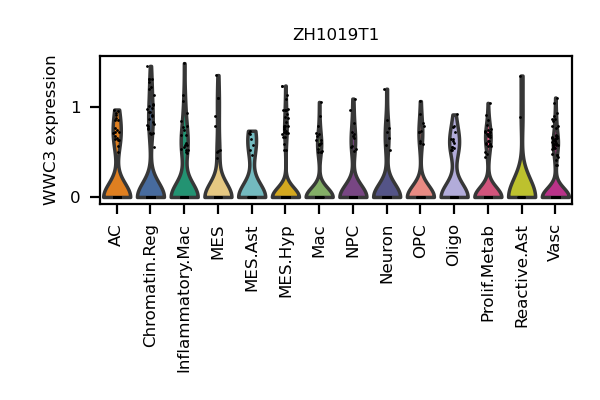 ZH1019T1
WWC3 expression
1
0
AC
Chromatin.Reg
Inflammatory.Mac
MES
MES.Ast
MES.Hyp
Mac
NPC
Neuron
OPC
Oligo
Prolif.Metab
Reactive.Ast
Vasc